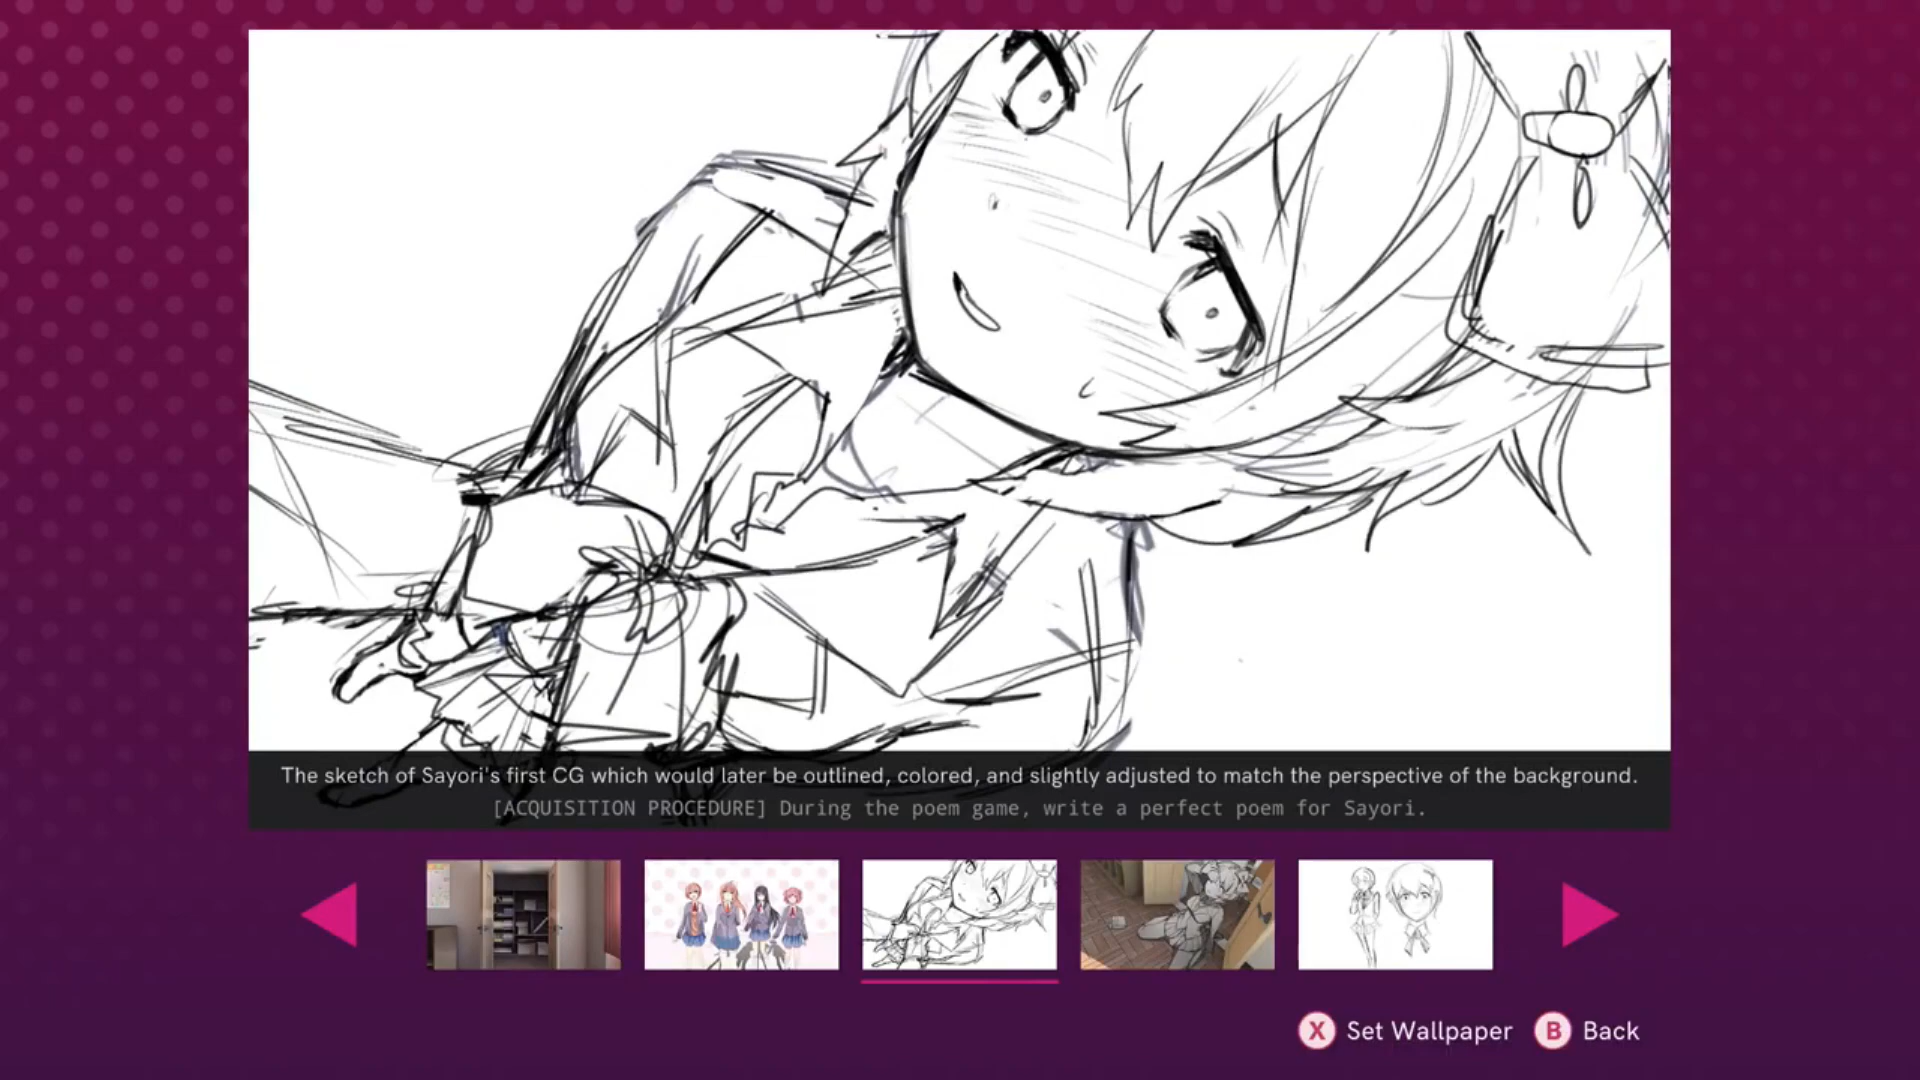 The sketch of Sayori's first CG which would later be outlined, colored, and slightly adjusted to match the perspective of the background.
[ACQUISITION PROCEDURE] During the poem game, write a perfect poem for Sayori.
X Set Wallpaper B Back